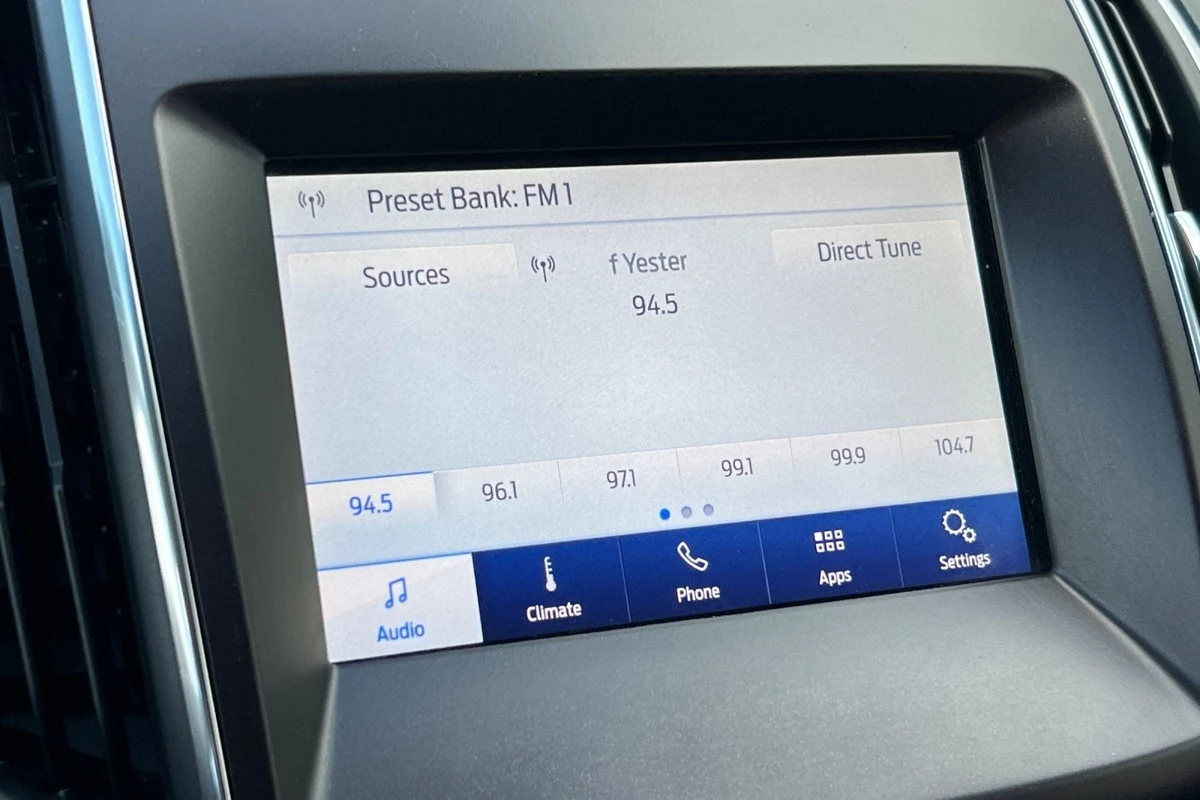 Preset Bank: FM 1
Sources
f Yester
Direct Tune
94.5
94.5
96.1
97.1
99.1
99.9
104.7
Audio
Climate
Phone
Apps
Settings